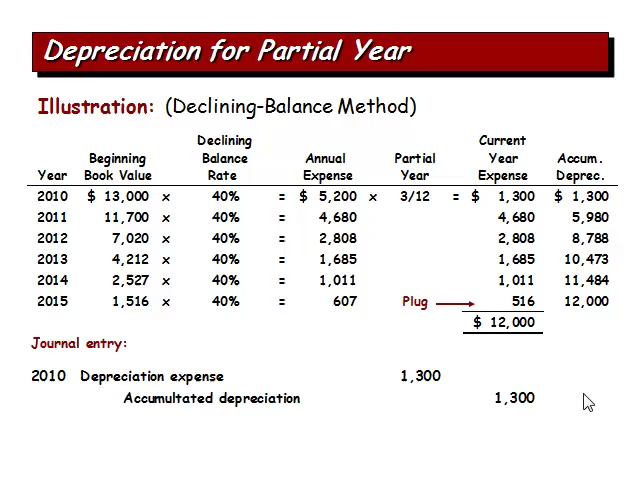 Depreciation for Partial Year
Illustration: (Declining-Balance Method)
Declining Current
Beginning Balance Annual Partial Year Accum.
Year Book Value Rate Expense Year Expense Deprec.
2010 $ 13,000 x 40% = $ 5,200 x 3/12 = $ 1,300 $ 1,300
2011 11,700 x 40% = 4,680 4,680 5,980
2012 7,020 x 40% = 2,808 2,808 8,788
2013 4,212 x 40% = 1,685 1,685 10,473
2014 2,527 x 40% = 1,011 1,011 11,484
2015 1,516 x 40% = 607 Plug 516 12,000
$ 12,000
Journal entry:
2010 Depreciation expense 1,300
Accumultated depreciation 1,300